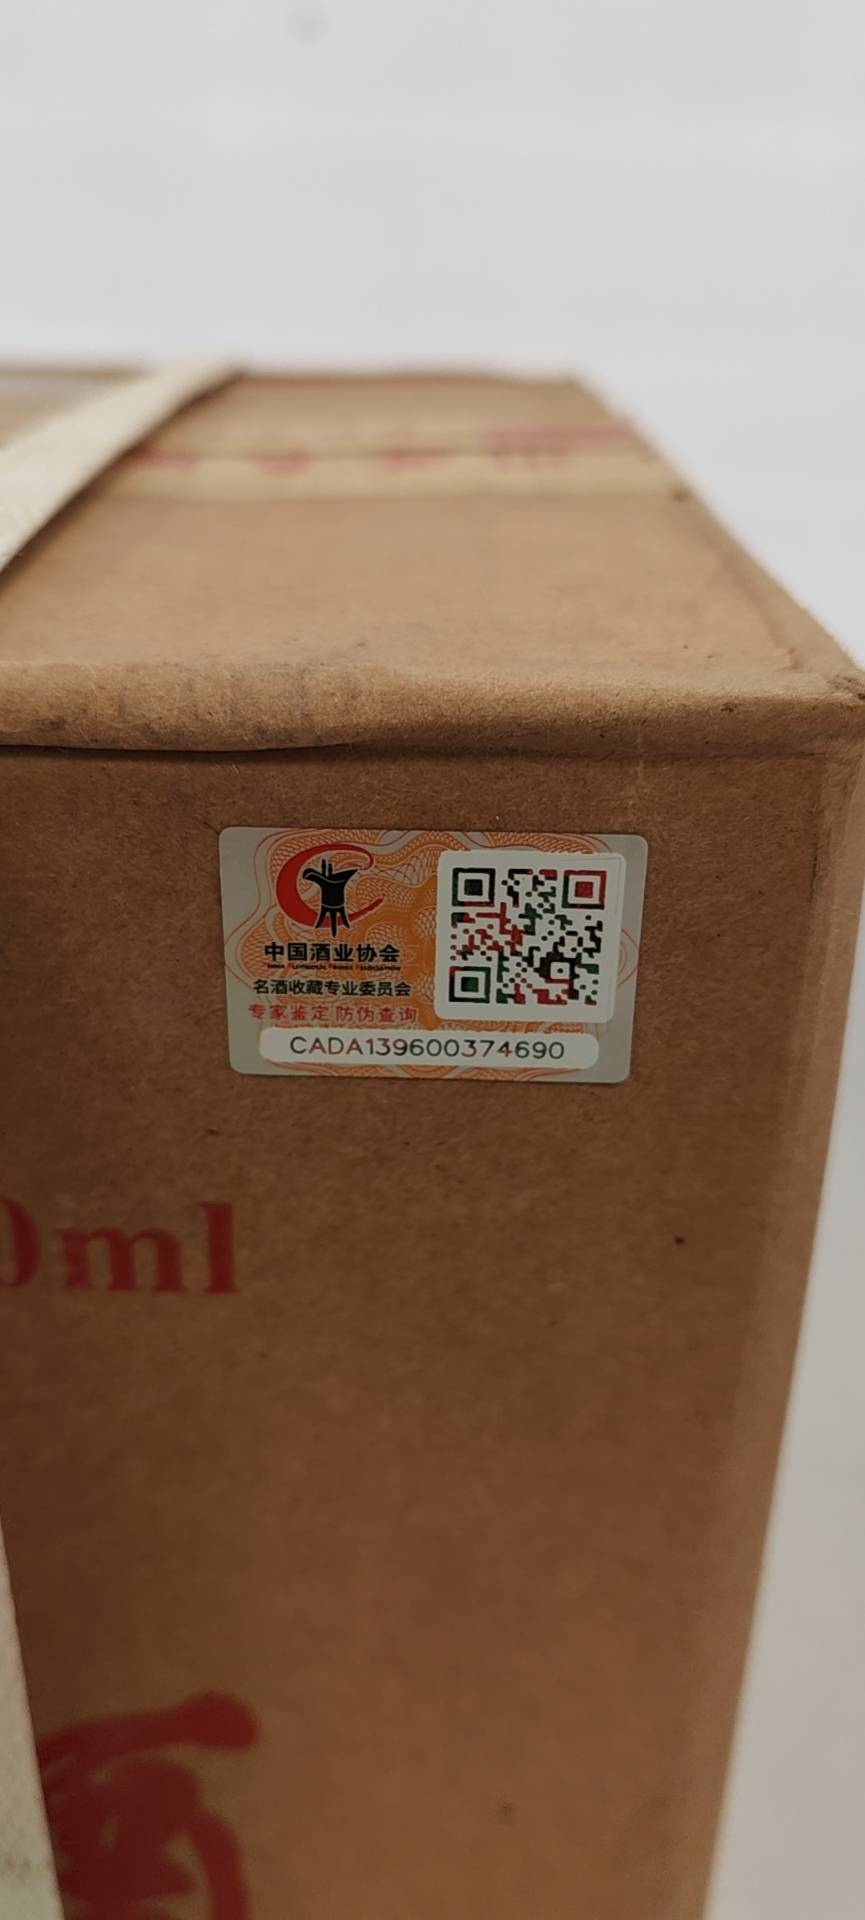 中国酒业协会
名酒收藏专业委员会
专家鉴定 防伪查询
CADA139600374690
0ml
酒